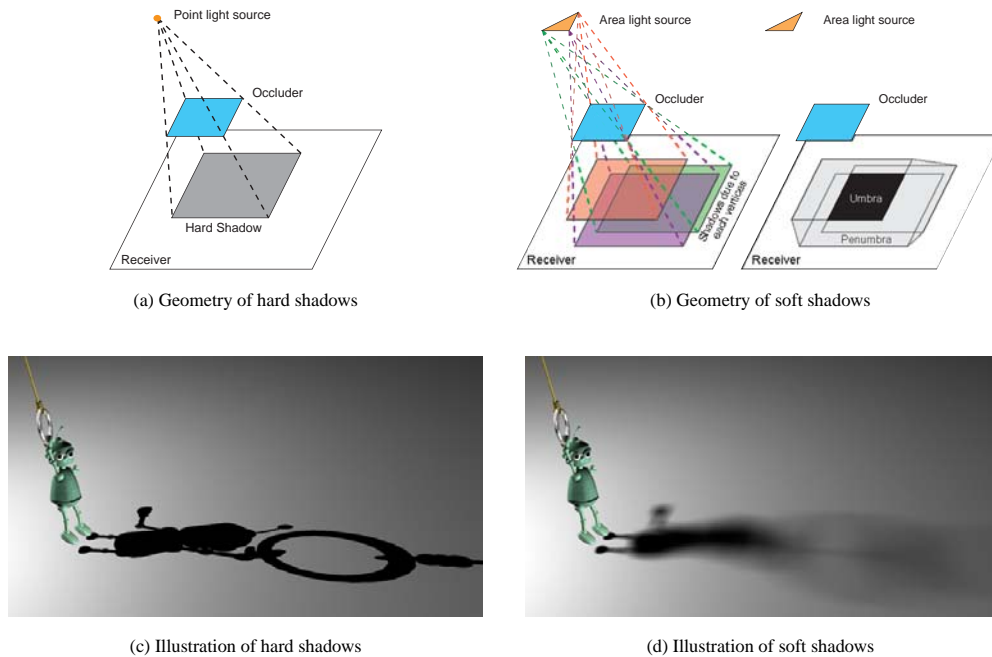 Point light source
Occluder
Hard Shadow
Receiver
(a) Geometry of hard shadows
Area light source
Occluder
Shadows due to
each vertices
Receiver
Area light source
Occluder
Umbra
Penumbra
Receiver
(b) Geometry of soft shadows
(c) Illustration of hard shadows
(d) Illustration of soft shadows